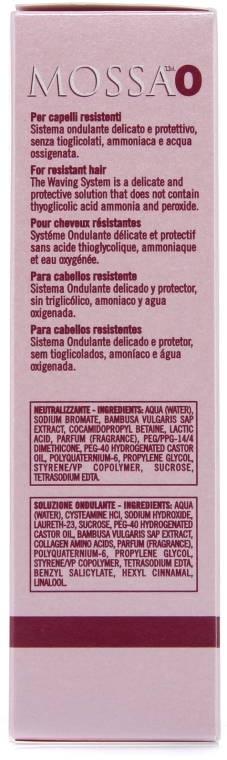 MOSSA TM 0
Per capelli resistenti
Sistema ondulante delicato e protettivo,
senza tioglicolati, ammoniaca e acqua
ossigenata.
For resistant hair
The Waving System is a delicate and
protective solution that does not contain
thyoglicolic acid ammonia and peroxide.
Pour cheveux résistantes
Systéme Ondulante délicate et protectif
sans acide thioglycolique, ammoniaque
et eau oxygénée.
Para cabellos resistente
Sistema Ondulante delicado y protector,
sin triglicólico, amoniaco y agua
oxigenada.
Para cabellos resistentes
Sistema Ondulante delicado e protetor,
sem tioglicolados, amoníaco e água
oxigenada.
NEUTRALIZZANTE - INGREDIENTS: AQUA (WATER),
SODIUM BROMATE, BAMBUSA VULGARIS SAP
EXTRACT, COCAMIDOPROPYL BETAINE, LACTIC
ACID, PARFUM (FRAGRANCE), PEG/PPG-14/4
DIMETHICONE, PEG-40 HYDROGENATED CASTOR
OIL, POLYQUATERNIUM-6, PROPYLENE GLYCOL,
STYRENE/VP COPOLYMER, SUCROSE,
TETRASODIUM EDTA.
SOLUZIONE ONDULANTE - INGREDIENTS: AQUA
(WATER), CYSTEAMINE HCl, SODIUM HYDROXIDE,
LAURETH-23, SUCROSE, PEG-40 HYDROGENATED
CASTOR OIL, BAMBUSA VULGARIS SAP EXTRACT,
COLLAGEN AMINO ACIDS, PARFUM (FRAGRANCE),
POLYQUATERNIUM-6, PROPYLENE GLYCOL,
STYRENE/VP COPOLYMER, TETRASODIUM EDTA,
BENZYL SALICYLATE, HEXYL CINNAMAL,
LINALOOL.